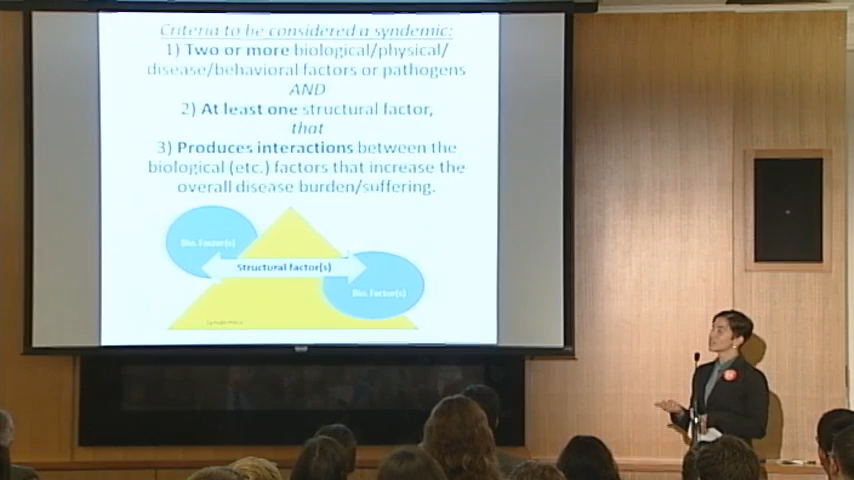 Criteria to be considered a syndemic:
1) Two or more biological/physical/
disease/behavioral factors or pathogens
AND
2) At least one structural factor,
that
3) Produces interactions between the
biological (etc.) factors that increase the
overall disease burden/suffering.
Bio. Factor(s)
Structural factor(s)
Bio. Factor(s)